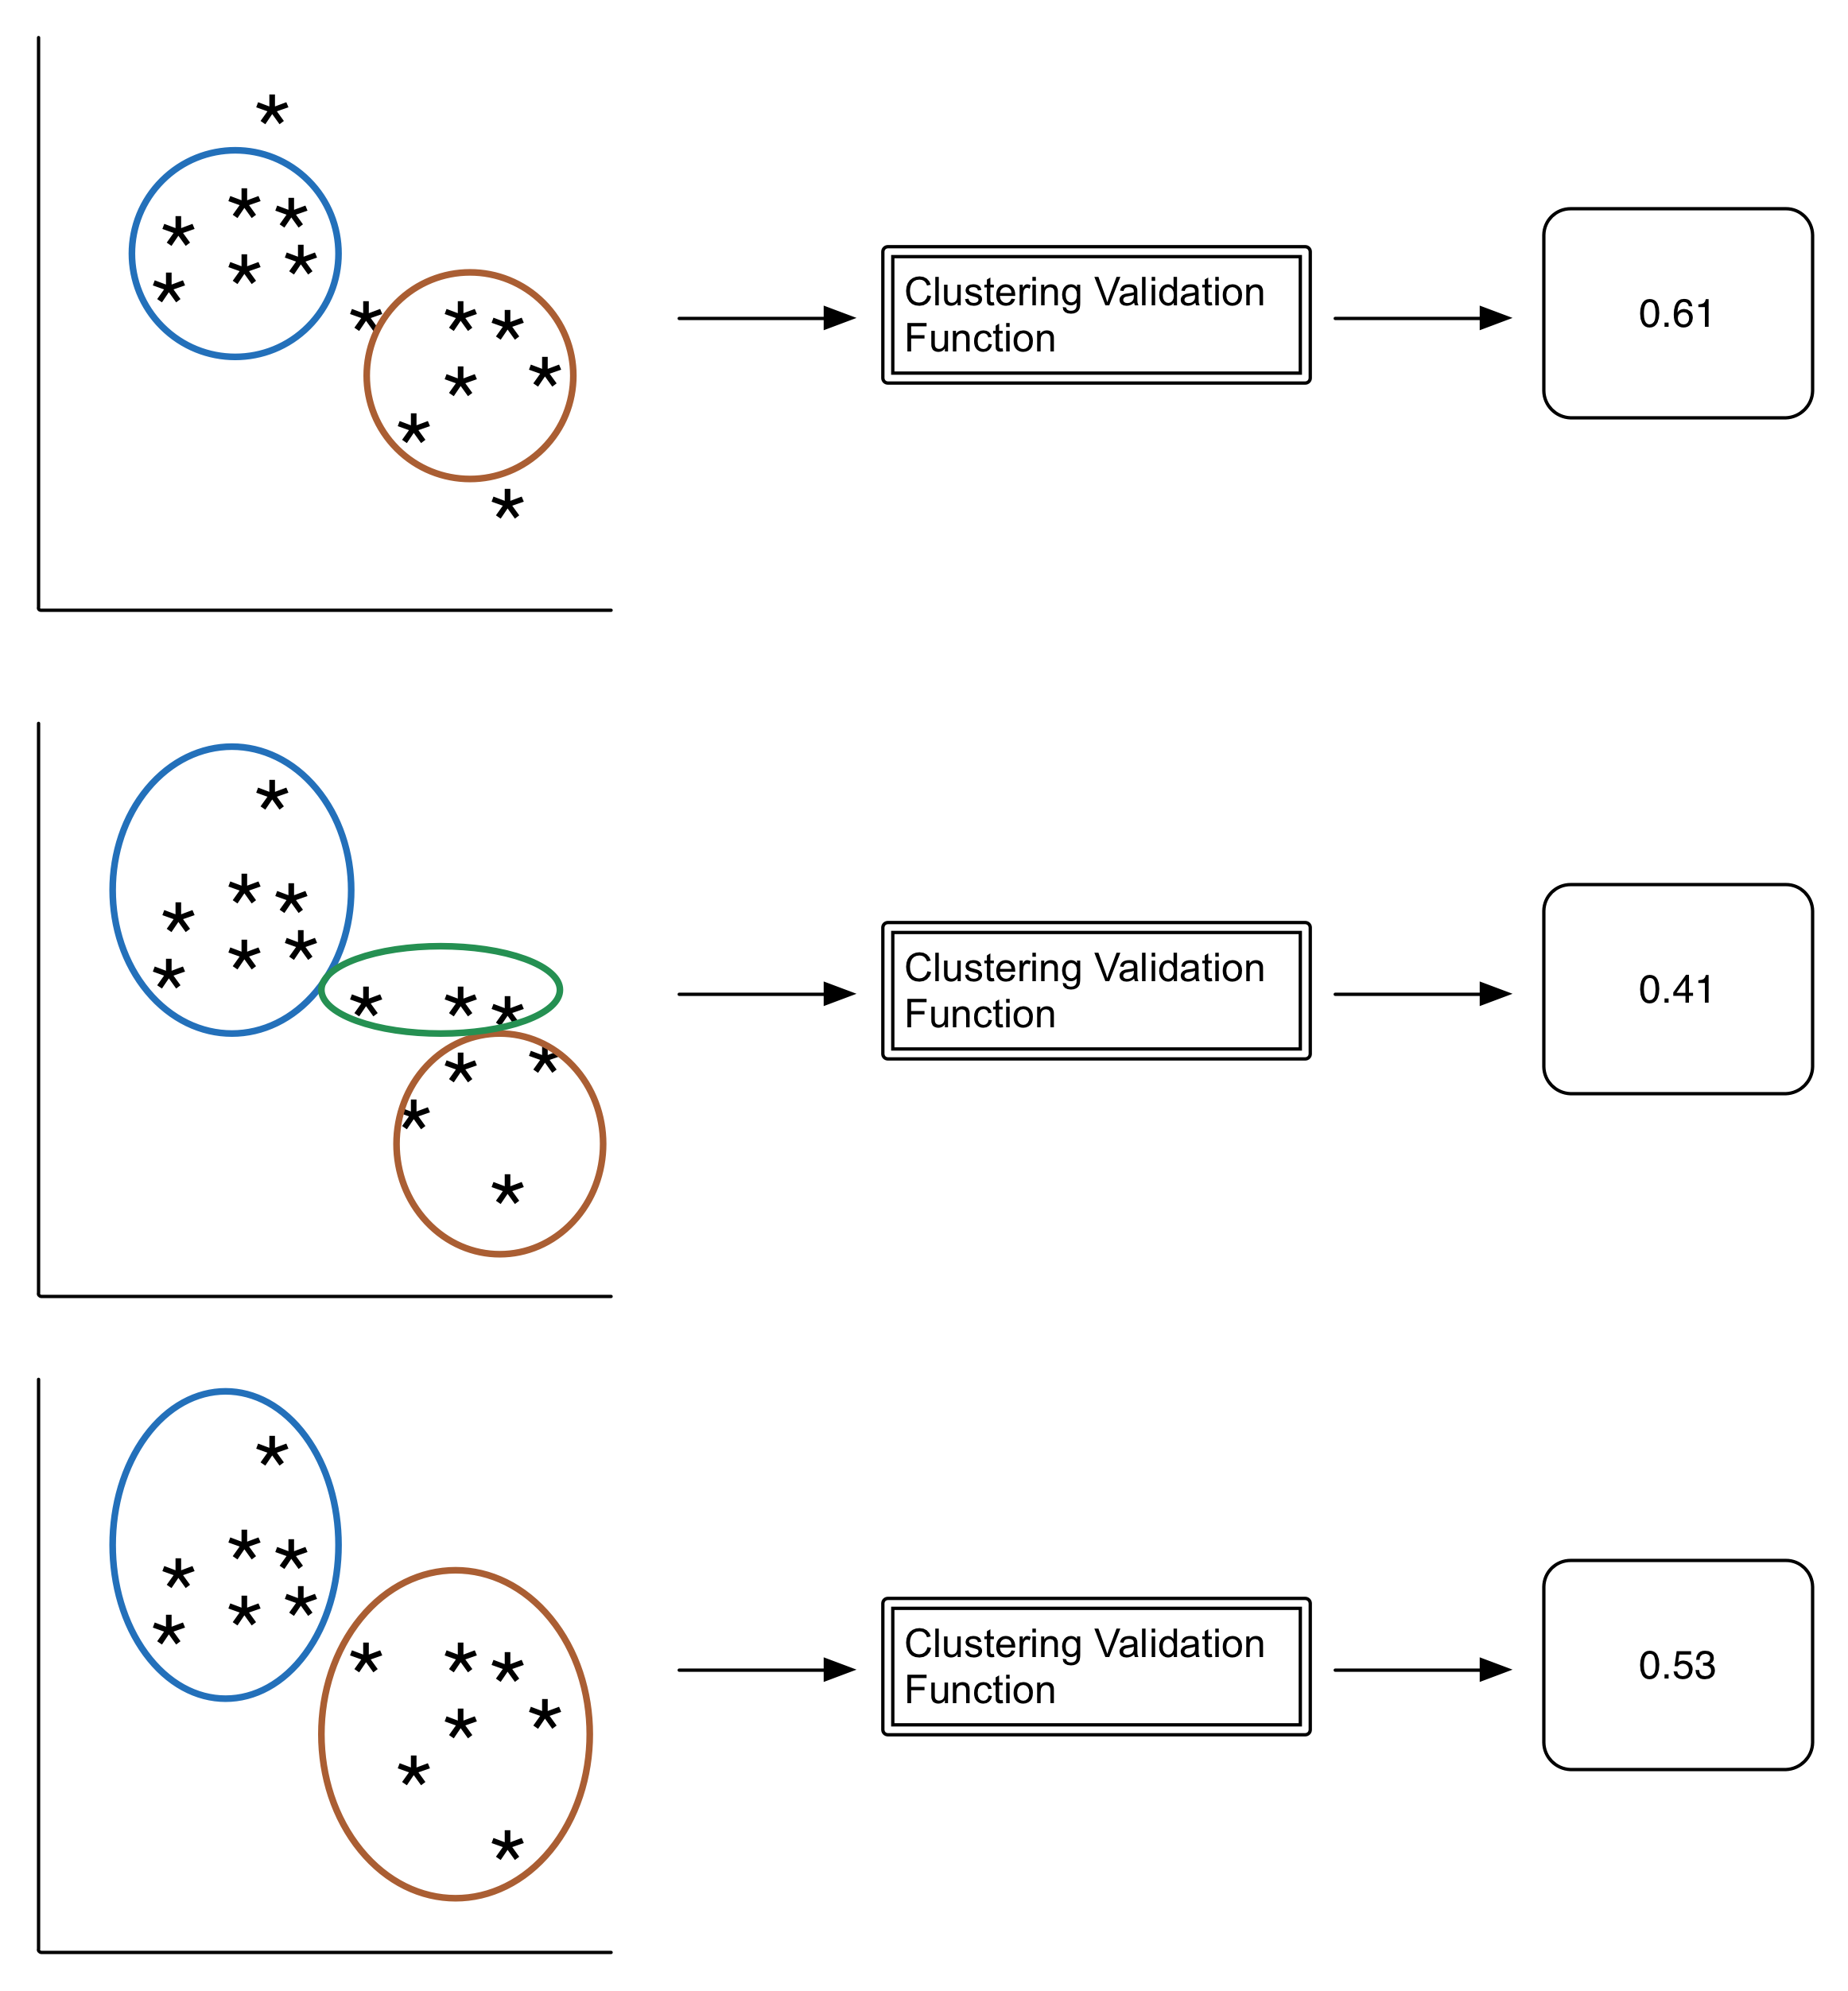 Clustering Validation
Function
0.61
Clustering Validation
Function
0.41
Clustering Validation
Function
0.53